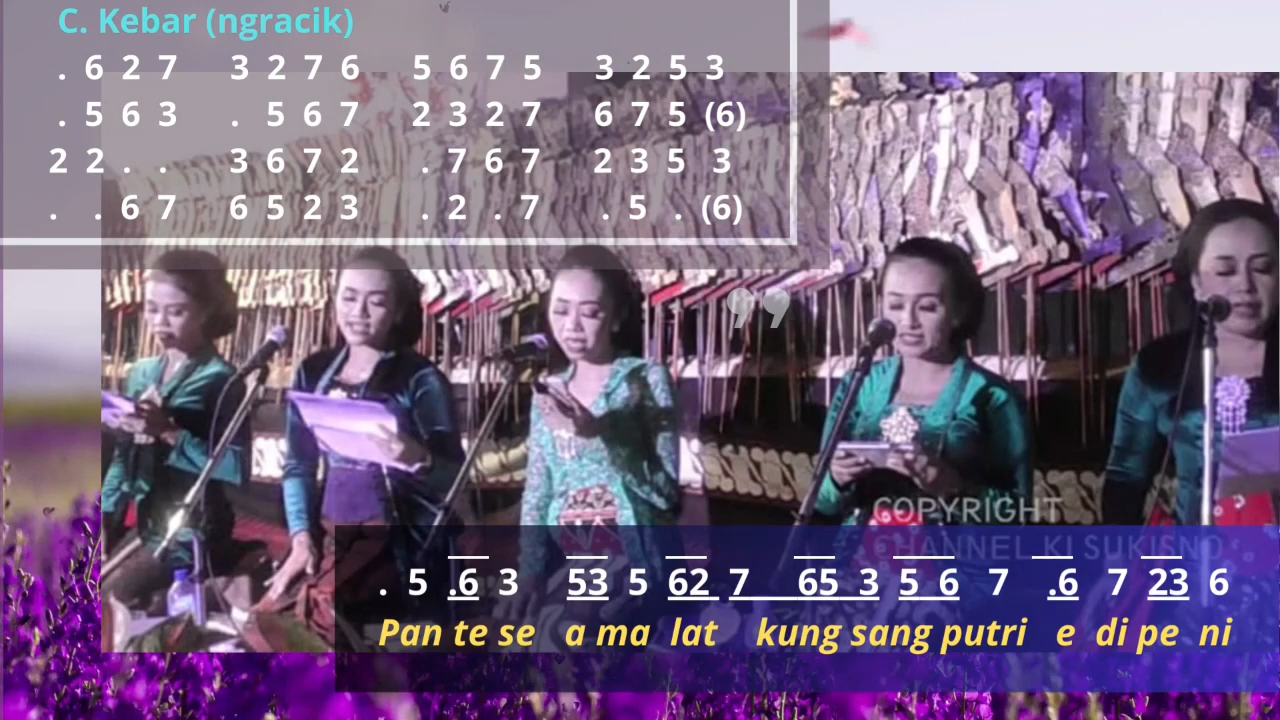 C. Kebar (ngracik)
. 6 2 7 3 2 7 6 5 6 7 5 3 2 5 3
. 5 6 3 . 5 6 7 2 3 2 7 6 7 5 (6)
2 2 . . 3 6 7 2 . 7 6 7 2 3 5 3
. . 6 7 6 5 2 3 . 2 . 7 . 5 . (6)
”
COPYRIGHT
CHANNEL KI SUKISNO
. 5 .6 3 53 5 62 7 65 3 5 6 7 .6 7 23 6
Pan te se a ma lat kung sang putri e di pe ni